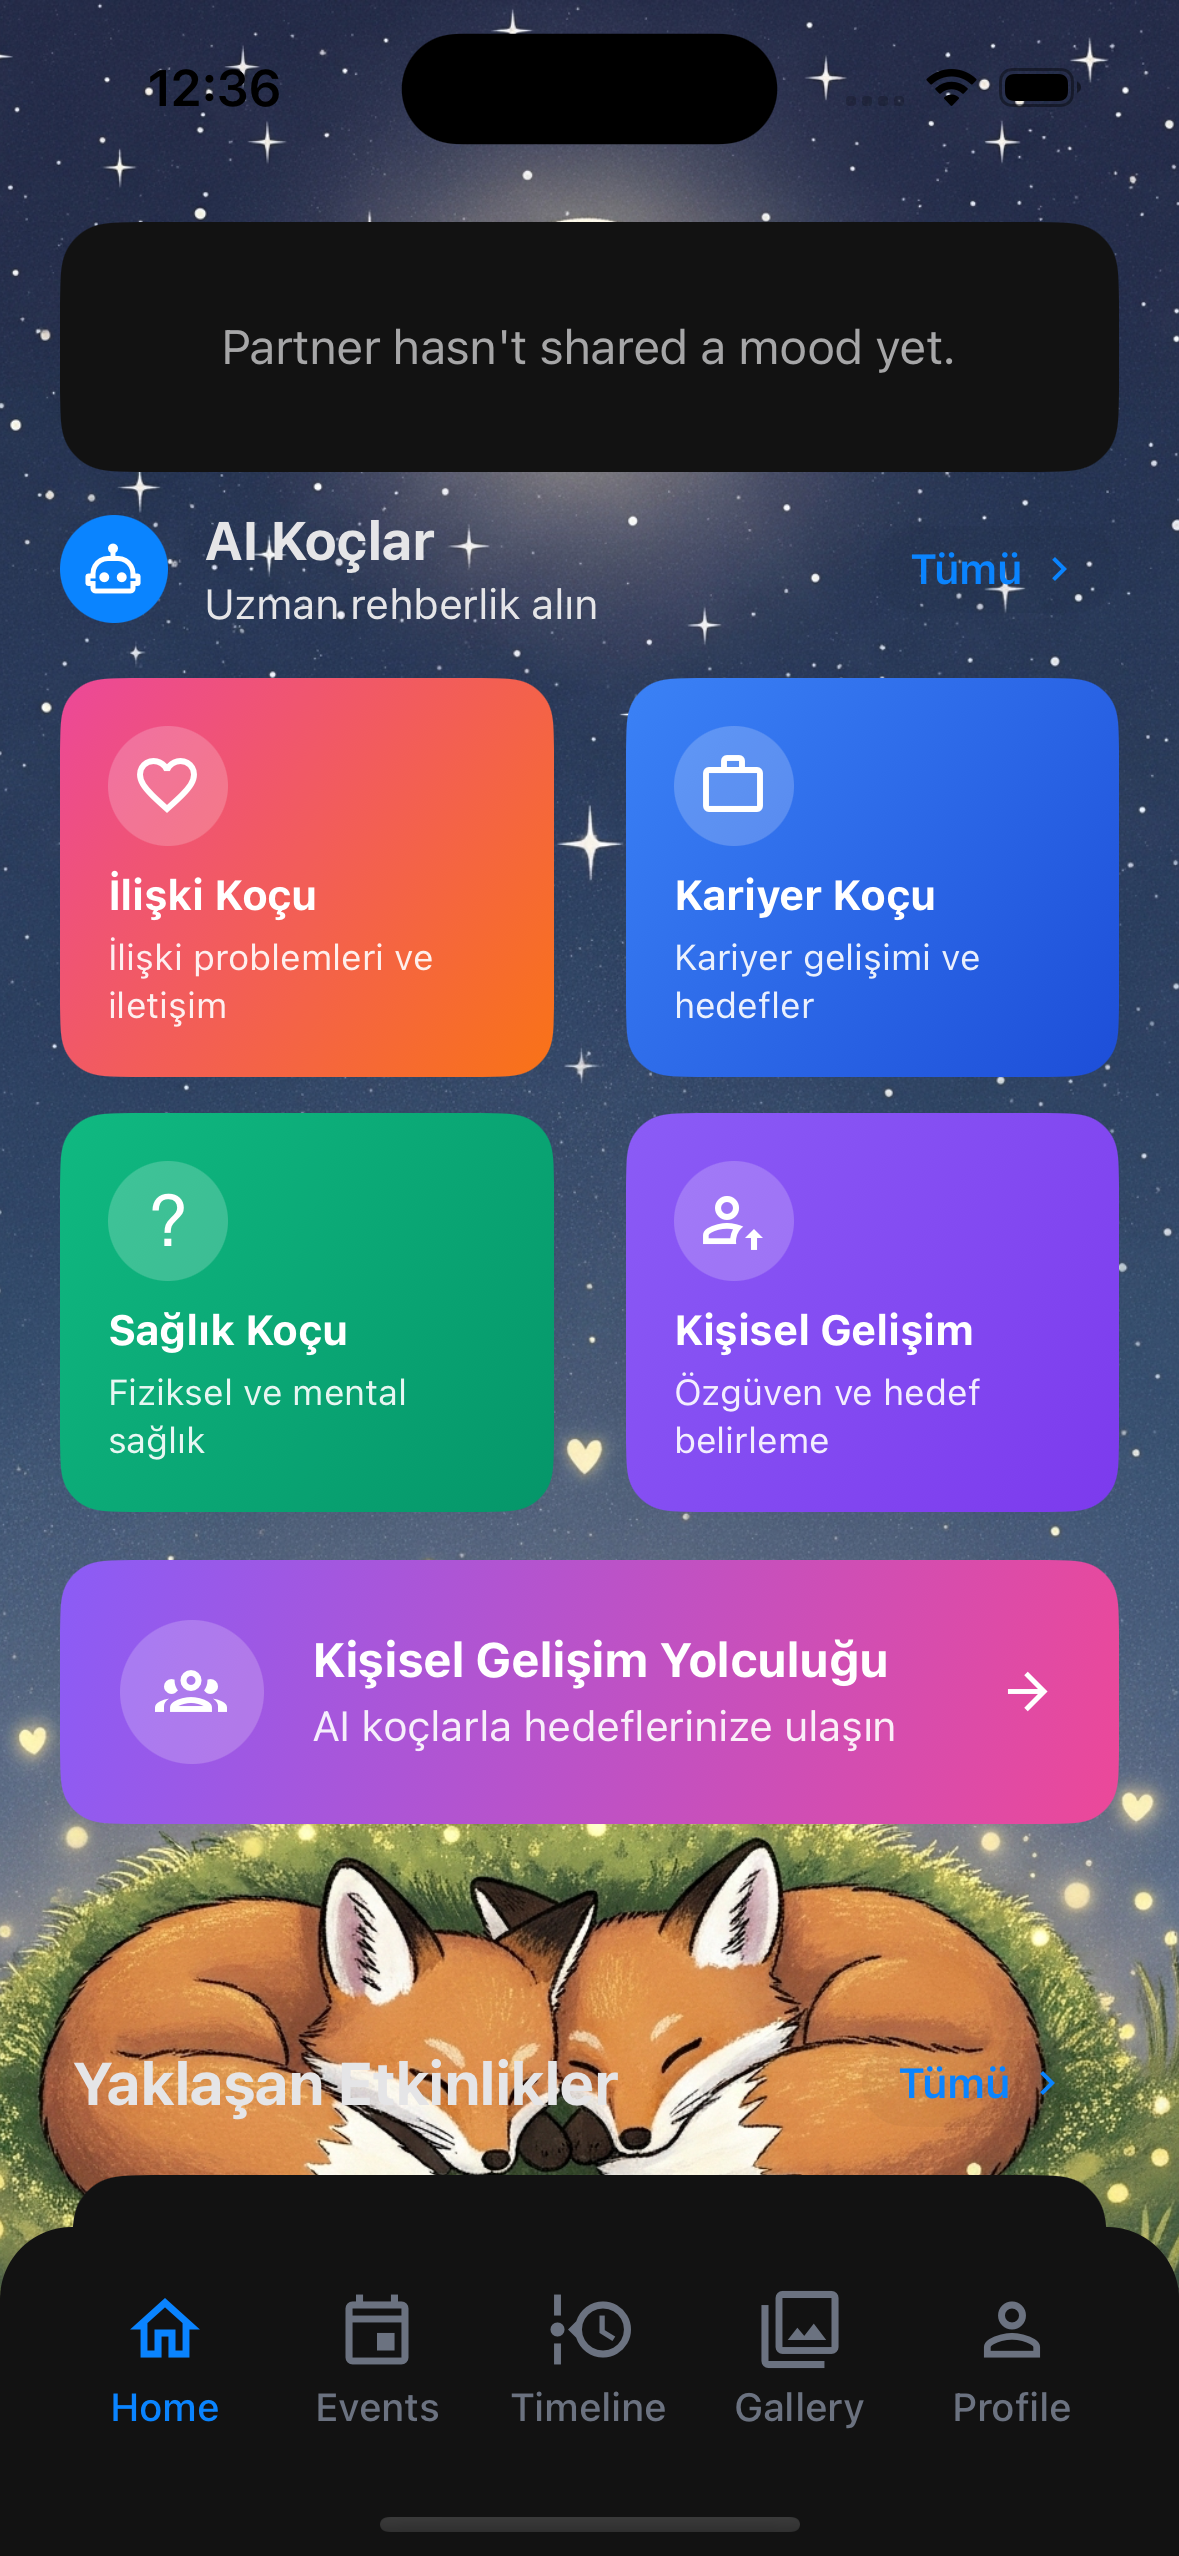 12:36
Partner hasn't shared a mood yet.
AI Koçlar
Uzman rehberlik alın
Tümü
İlişki Koçu
İlişki problemleri ve
iletişim
Kariyer Koçu
Kariyer gelişimi ve
hedefler
?
Sağlık Koçu
Fiziksel ve mental
sağlık
Kişisel Gelişim
Özgüven ve hedef
belirleme
Kişisel Gelişim Yolculuğu
AI koçlarla hedeflerinize ulaşın
Yaklaşan Etkinlikler
Tümü
Home
Events
Timeline
Gallery
Profile